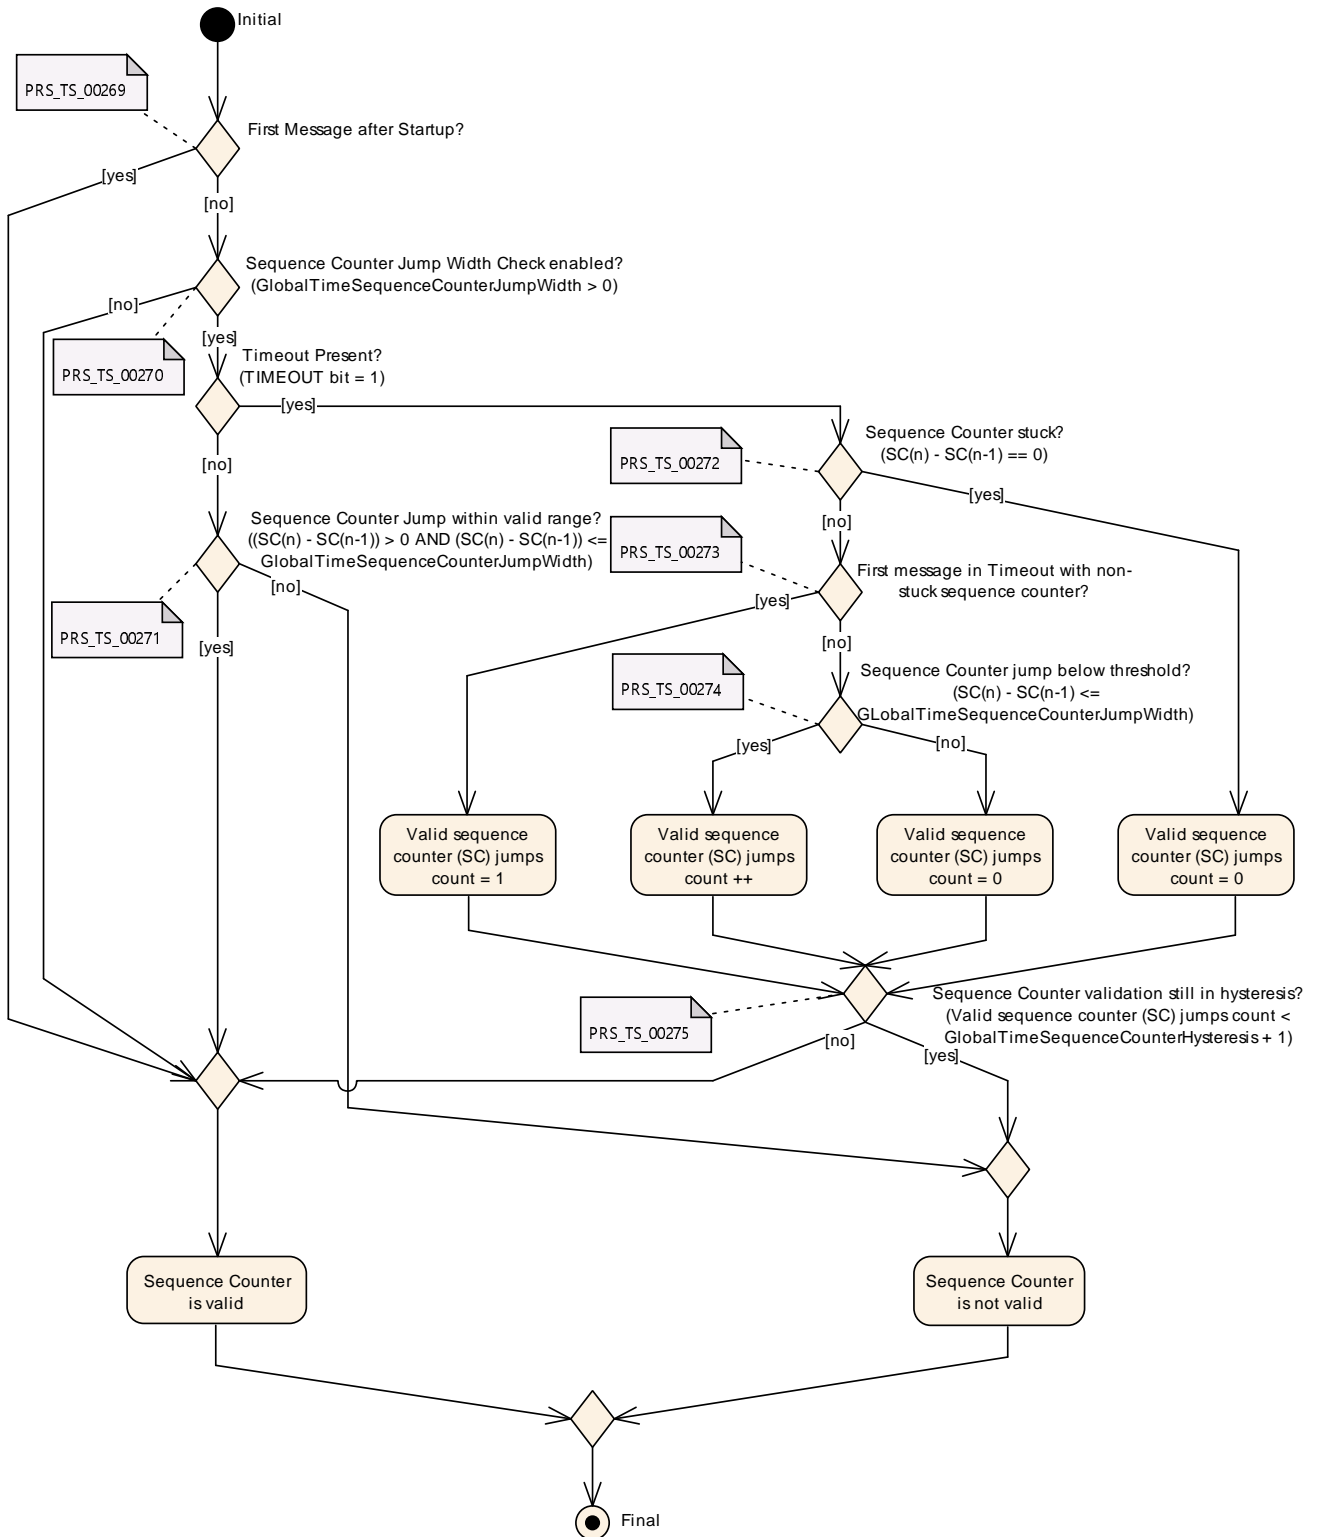 Initial
PRS_TS_00269
First Message after Startup?
[yes]
[no]
Sequence Counter Jump Width Check enabled?
(GlobalTimeSequenceCounterJumpWidth > 0)
[no]
[yes]
PRS_TS_00270
Timeout Present?
(TIMEOUT bit = 1)
[yes]
[no]
Sequence Counter stuck?
(SC(n) - SC(n-1) == 0)
PRS_TS_00272
[yes]
[no]
Sequence Counter Jump within valid range?
((SC(n) - SC(n-1)) > 0 AND (SC(n) - SC(n-1)) <=
GlobalTimeSequenceCounterJumpWidth)
[no]
PRS_TS_00271
[yes]
PRS_TS_00273
First message in Timeout with non-
stuck sequence counter?
[yes]
[no]
PRS_TS_00274
Sequence Counter jump below threshold?
(SC(n) - SC(n-1) <=
GLobalTimeSequenceCounterJumpWidth)
[yes]
[no]
Valid sequence
counter (SC) jumps
count = 1
Valid sequence
counter (SC) jumps
count ++
Valid sequence
counter (SC) jumps
count = 0
Valid sequence
counter (SC) jumps
count = 0
PRS_TS_00275
Sequence Counter validation still in hysteresis?
(Valid sequence counter (SC) jumps count <
GlobalTimeSequenceCounterHysteresis + 1)
[no]
[yes]
Sequence Counter
is valid
Sequence Counter
is not valid
Final